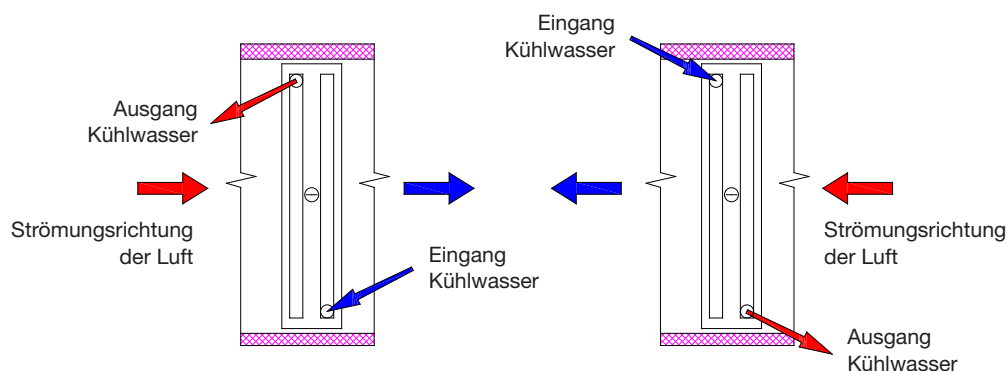 Ausgang
Kühlwasser
Strömungsrichtung
der Luft
Eingang
Kühlwasser
Eingang
Kühlwasser
Strömungsrichtung
der Luft
Ausgang
Kühlwasser